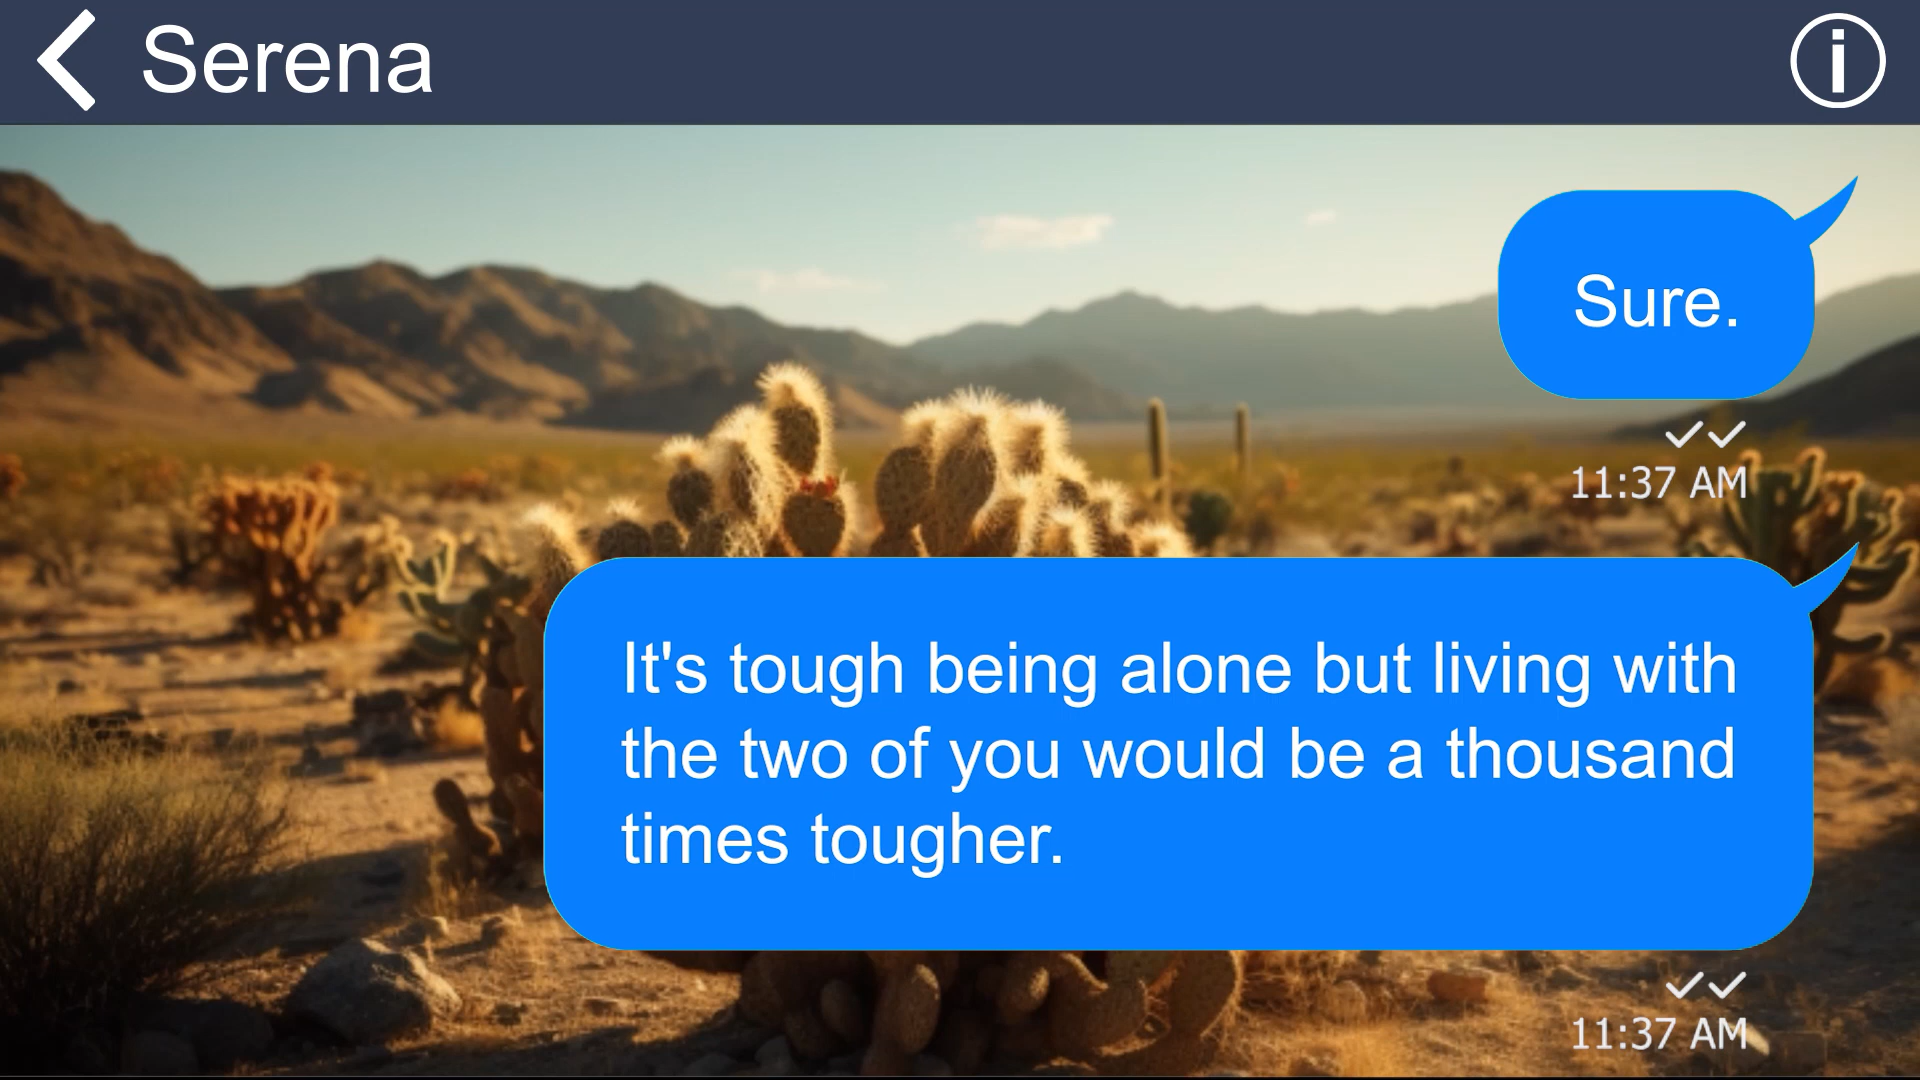 Serena
Sure.
11:37 AM
It's tough being alone but living with
the two of you would be a thousand
times tougher.
11:37 AM